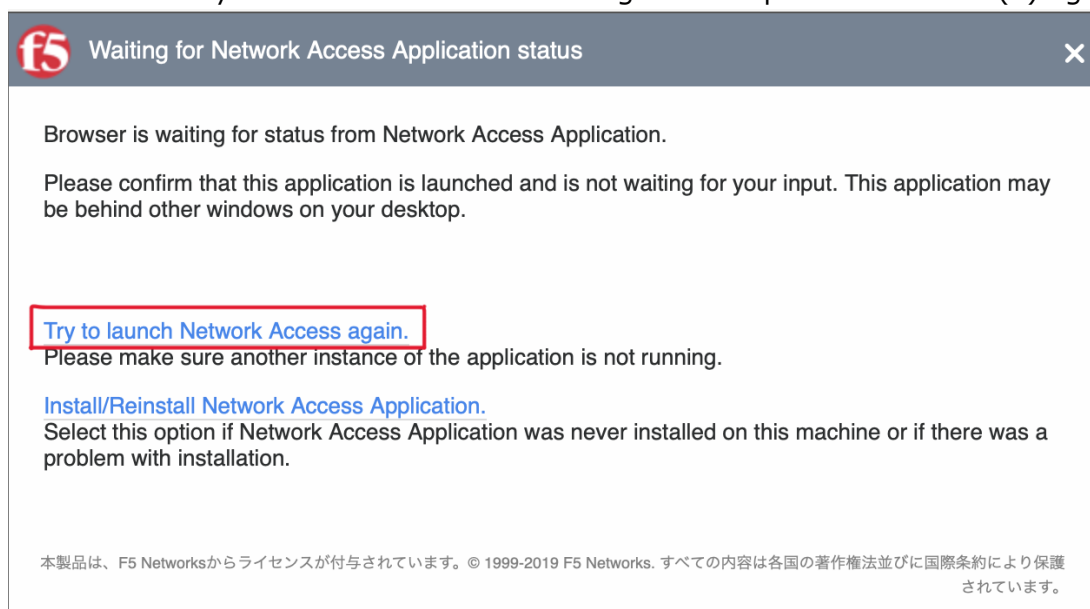 f5 Waiting for Network Access Application status
Browser is waiting for status from Network Access Application.
Please confirm that this application is launched and is not waiting for your input. This application may
be behind other windows on your desktop.
Try to launch Network Access again.
Please make sure another instance of the application is not running.
Install/Reinstall Network Access Application.
Select this option if Network Access Application was never installed on this machine or if there was a
problem with installation.
本製品は、F5 Networksからライセンスが付与されています。© 1999-2019 F5 Networks. すべての内容は各国の著作権法並びに国際条約により保護
されています。